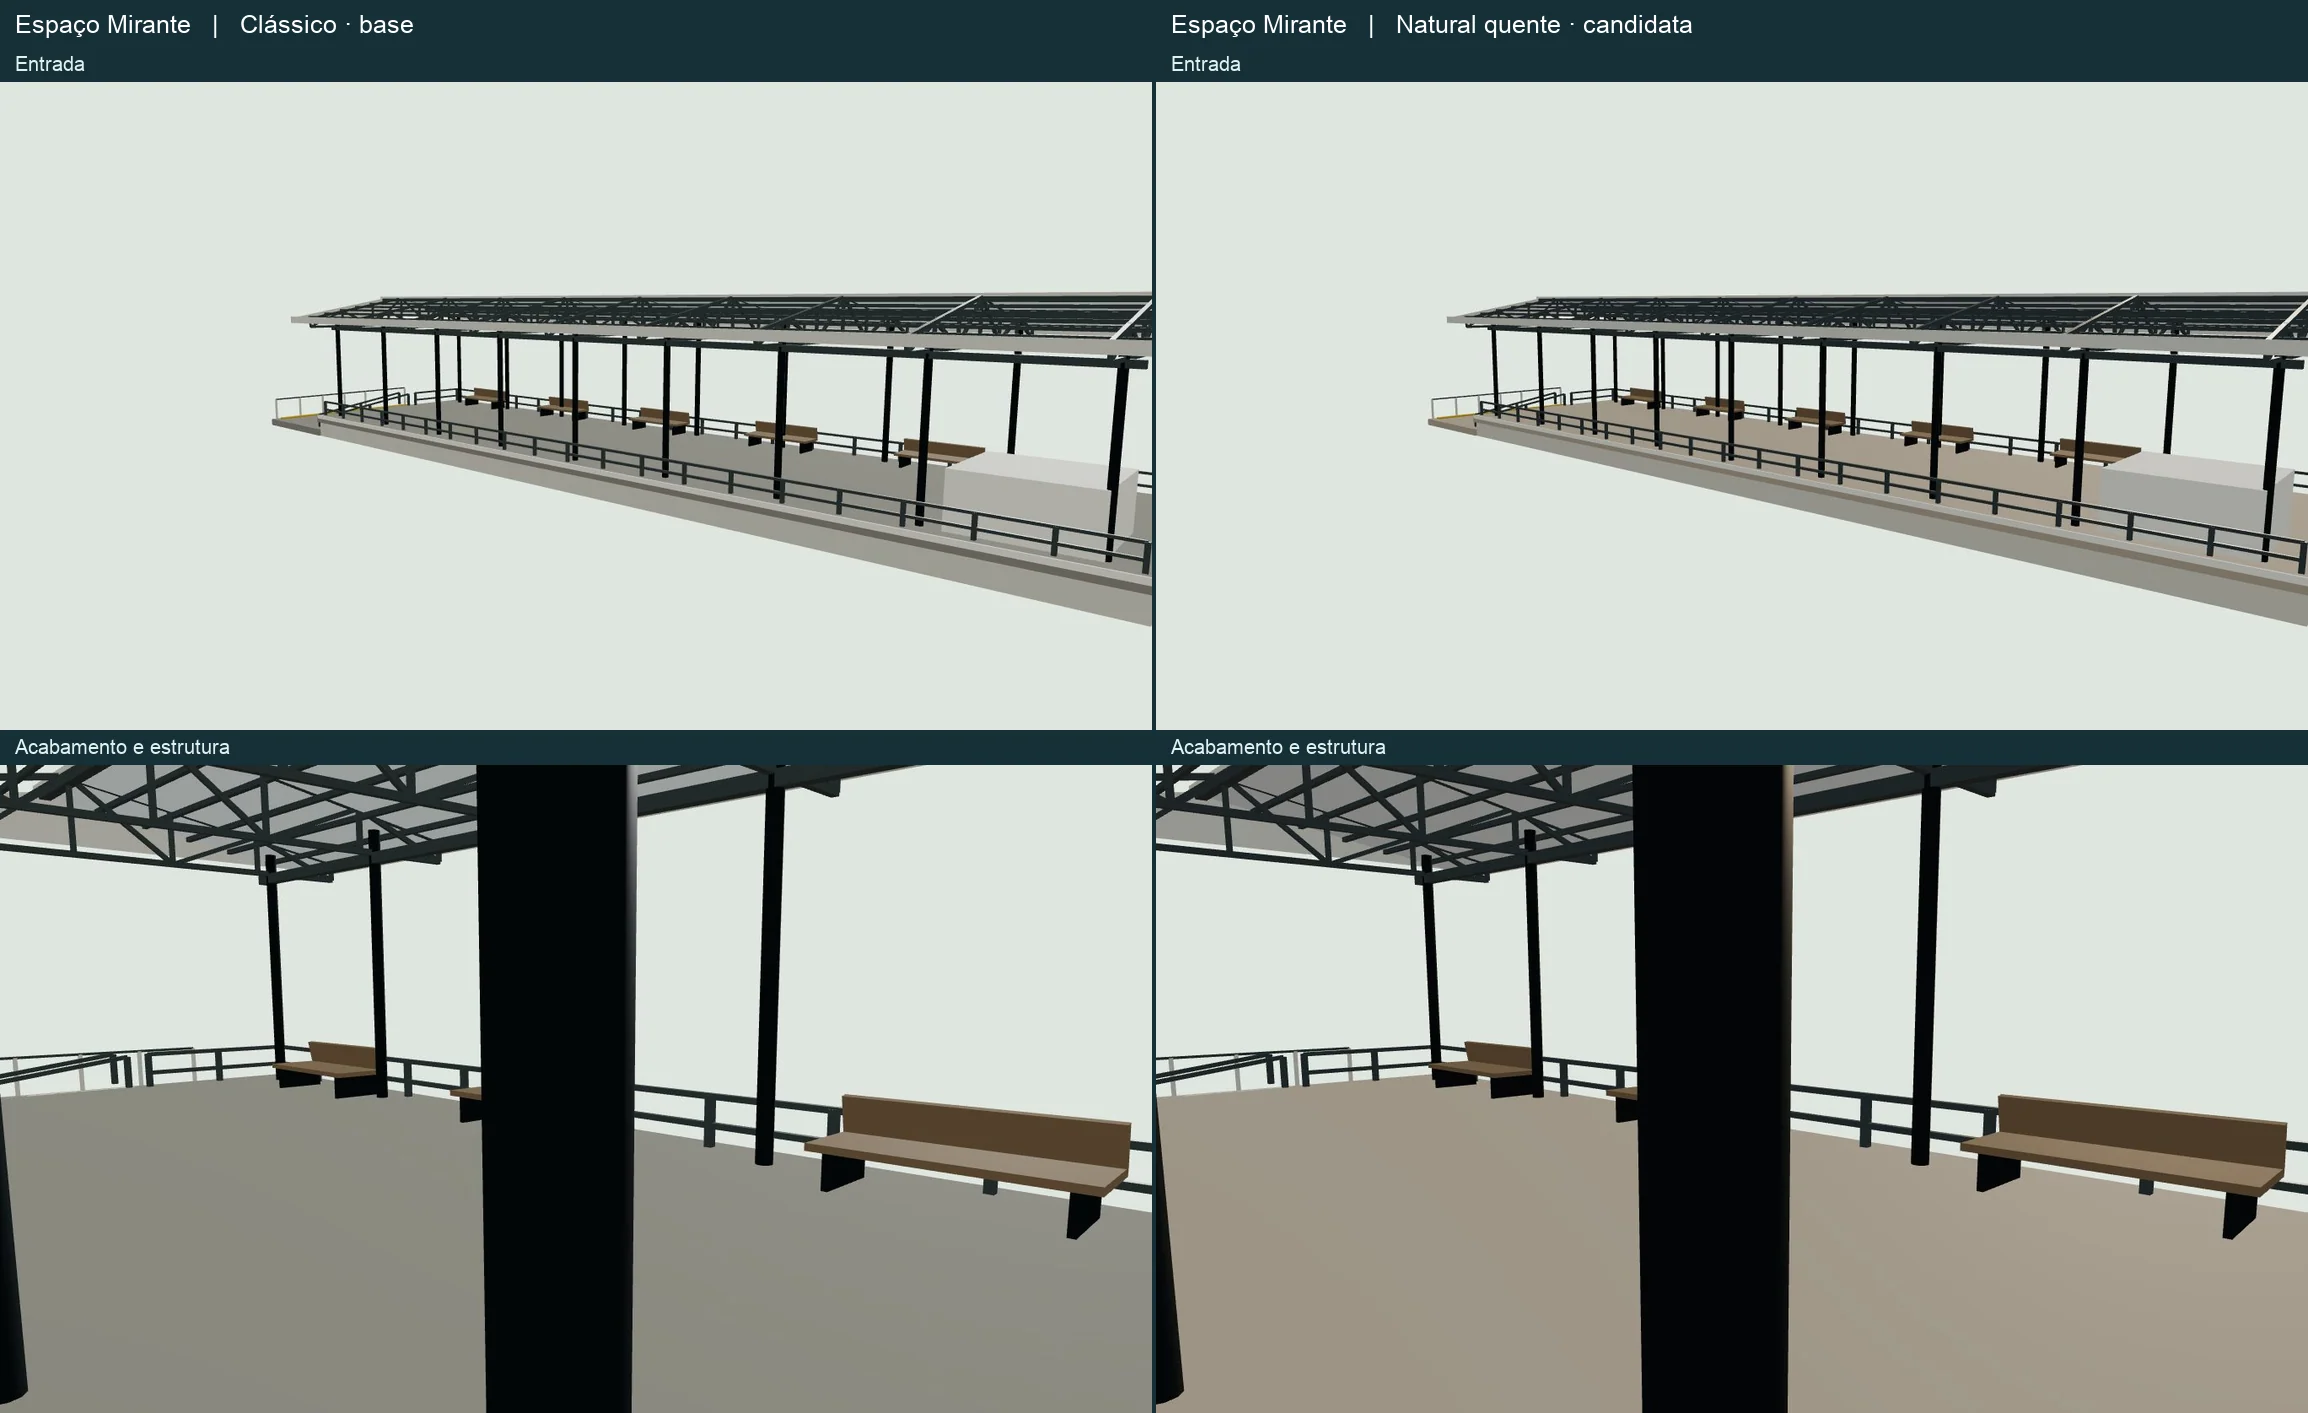 Espaço Mirante | Clássico · base
Entrada
Espaço Mirante | Natural quente · candidata
Entrada
Acabamento e estrutura
Acabamento e estrutura